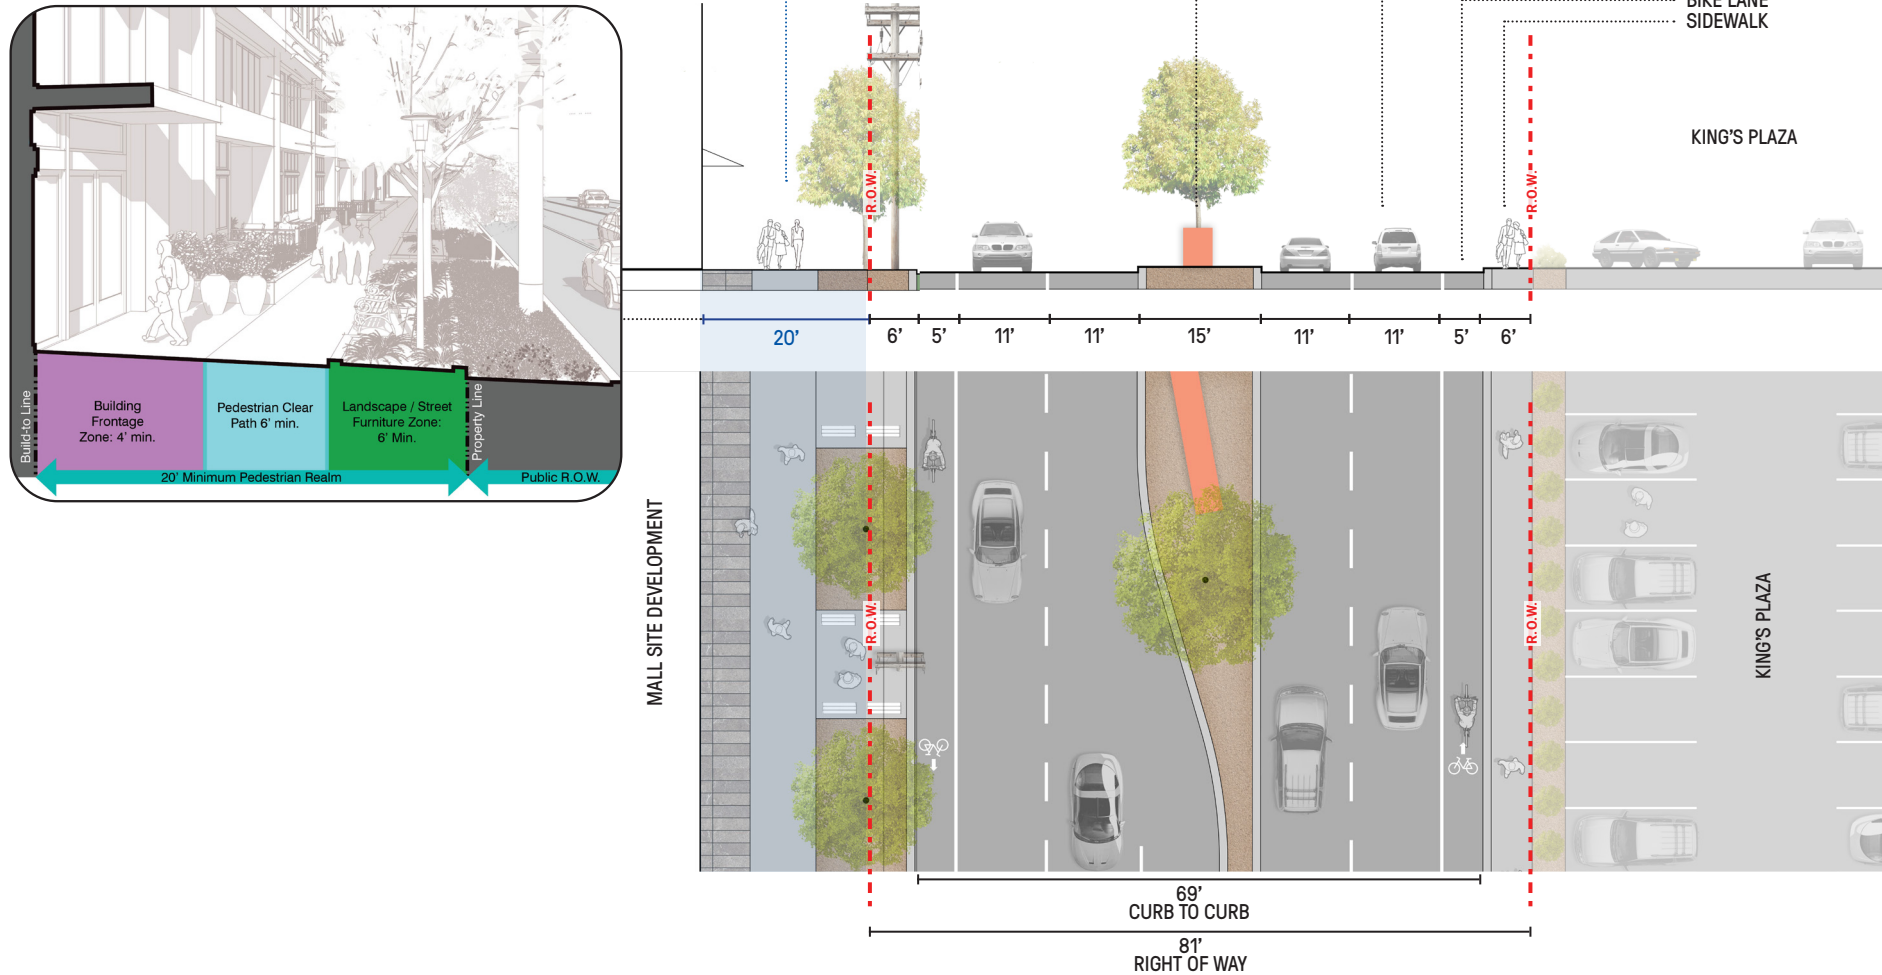 BIKE LANE
SIDEWALK
KING'S PLAZA
R.O.W.
R.O.W.
20'
6'
5'
11'
11'
15'
11'
11'
5'
6'
Build-to Line
Building
Frontage
Zone: 4' min.
Pedestrian Clear
Path 6' min.
Landscape / Street
Furniture Zone:
6' Min.
Property Line
20' Minimum Pedestrian Realm
Public R.O.W.
MALL SITE DEVELOPMENT
R.O.W.
R.O.W.
KING'S PLAZA
69'
CURB TO CURB
81'
RIGHT OF WAY